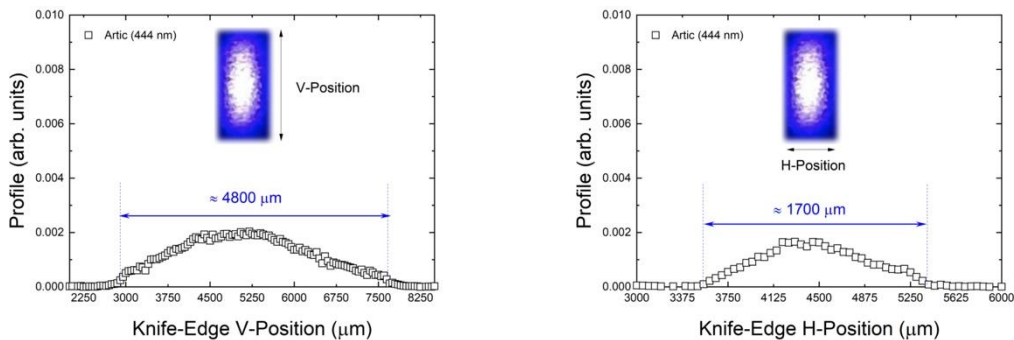 0.010
0.008
0.006
0.004
0.002
0.000
Profile (arb. units)
Artic (444 nm)
V-Position
≈ 4800 μm
2250 3000 3750 4500 5250 6000 6750 7500 8250
Knife-Edge V-Position (μm)
0.010
0.008
0.006
0.004
0.002
0.000
Profile (arb. units)
Artic (444 nm)
H-Position
≈ 1700 μm
3000 3375 3750 4125 4500 4875 5250 5625 6000
Knife-Edge H-Position (μm)